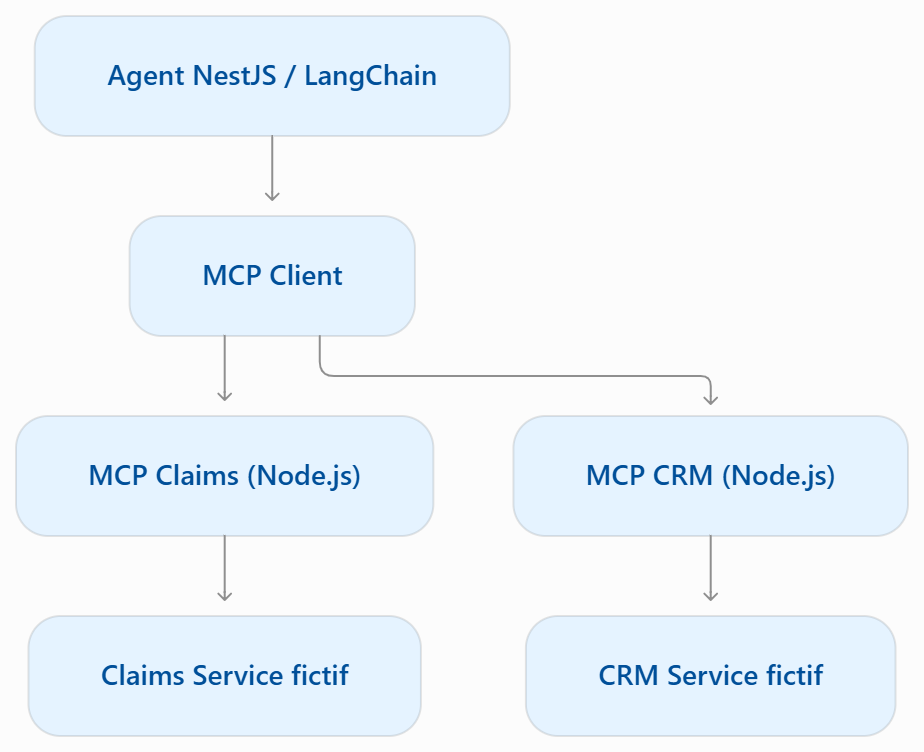 Agent NestJS / LangChain
MCP Client
MCP Claims (Node.js)
MCP CRM (Node.js)
Claims Service fictif
CRM Service fictif